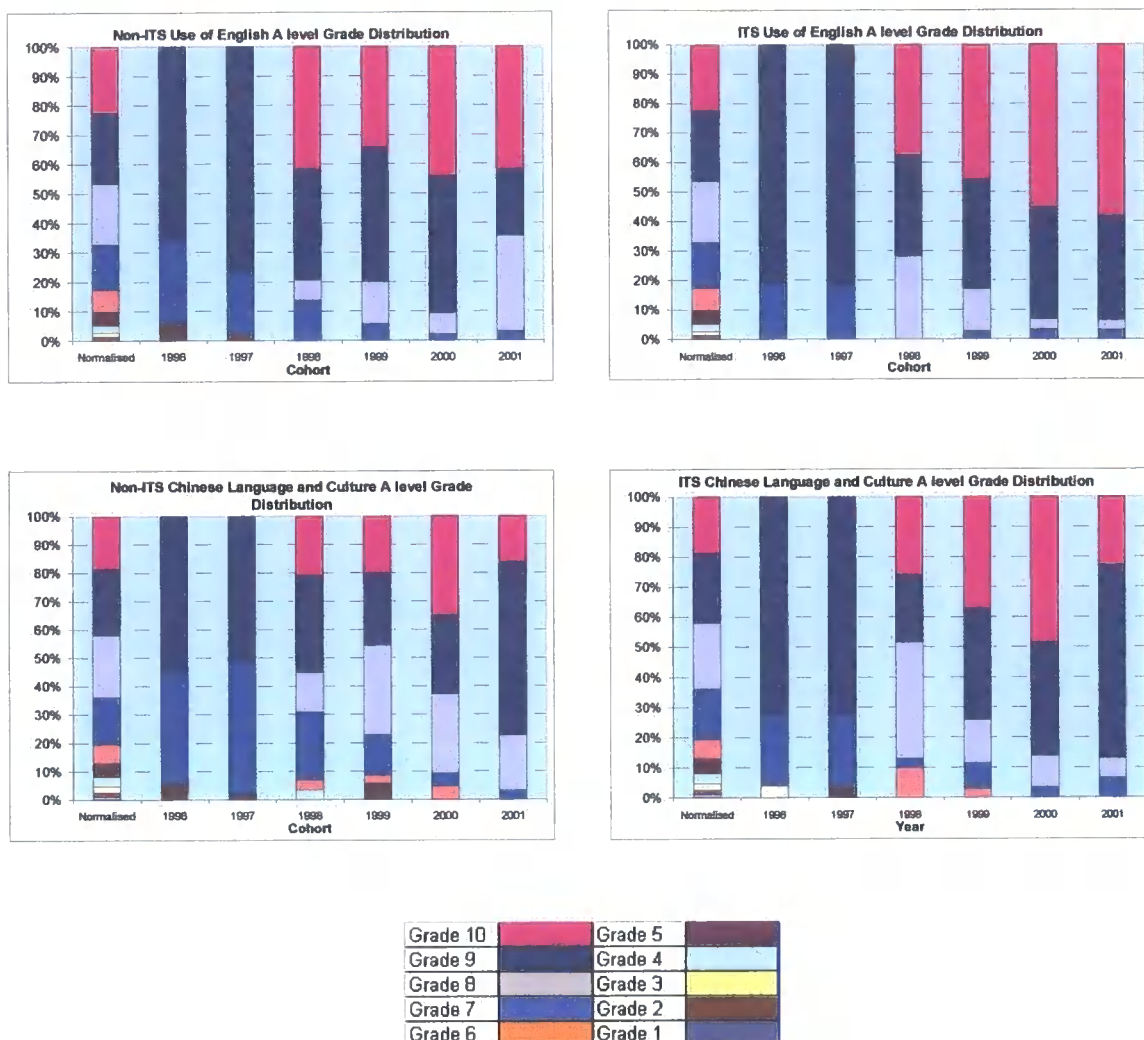 Non-ITS Use of English A level Grade Distribution
100%
90%
80%
70%
60%
50%
40%
30%
20%
10%
0%
Normalised 1996 1997 1998 1999 2000 2001
Cohort
ITS Use of English A level Grade Distribution
100%
90%
80%
70%
60%
50%
40%
30%
20%
10%
0%
Normalised 1996 1997 1998 1999 2000 2001
Cohort
Non-ITS Chinese Language and Culture A level Grade
Distribution
100%
90%
80%
70%
60%
50%
40%
30%
20%
10%
0%
Normalised 1996 1997 1998 1999 2000 2001
Cohort
ITS Chinese Language and Culture A level Grade Distribution
100%
90%
80%
70%
60%
50%
40%
30%
20%
10%
0%
Normalised 1996 1997 1998 1999 2000 2001
Year
Grade 10 Grade 5
Grade 9 Grade 4
Grade 8 Grade 3
Grade 7 Grade 2
Grade 6 Grade 1